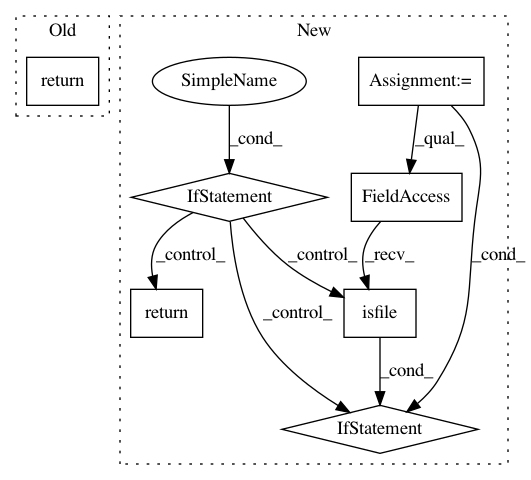 Old
New
return
SimpleName
Assignment:=
_cond_
_qual_
IfStatement
FieldAccess
_control_
_control_
_recv_
_cond_
return
_control_
isfile
_cond_
IfStatement